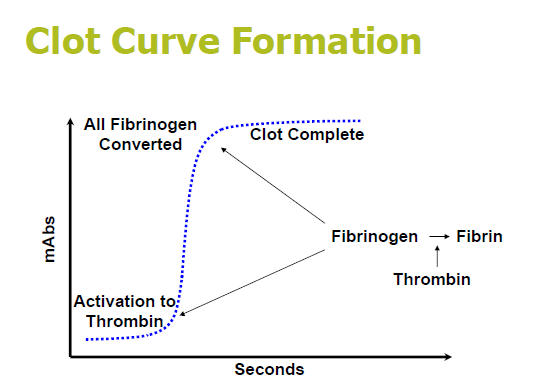 Clot Curve Formation
All Fibrinogen
Converted
Clot Complete
mAbs
Fibrinogen → Fibrin
Thrombin
Activation to
Thrombin
Seconds